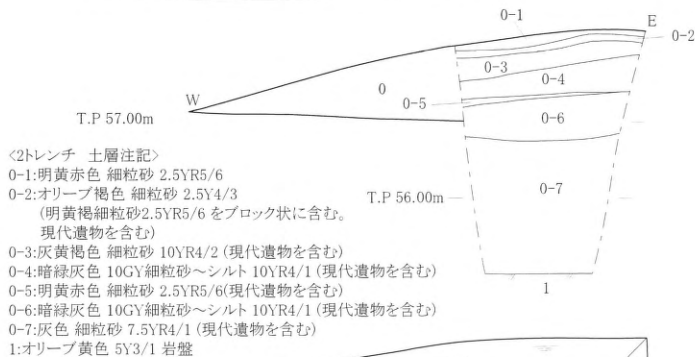 0-1
E
0-2
0-3
0-4
0
0-5
W
T.P 57.00m
0-6
<2トレンチ 土層注記>
0-1:明黄赤色 細粒砂 2.5YR5/6
0-2:オリーブ褐色 細粒砂 2.5Y4/3
(明黄褐細粒砂2.5YR5/6 をブロック状に含む。
現代遺物を含む)
T.P 56.00m
0-7
0-3:灰黄褐色 細粒砂 10YR4/2 (現代遺物を含む)
0-4:暗緑灰色 10GY細粒砂～シルト 10YR4/1 (現代遺物を含む)
0-5:明黄赤色 細粒砂 2.5YR5/6(現代遺物を含む)
0-6:暗緑灰色 10GY細粒砂～シルト 10YR4/1 (現代遺物を含む)
0-7:灰色 細粒砂 7.5YR4/1 (現代遺物を含む)
1:オリーブ黄色 5Y3/1 岩盤
1